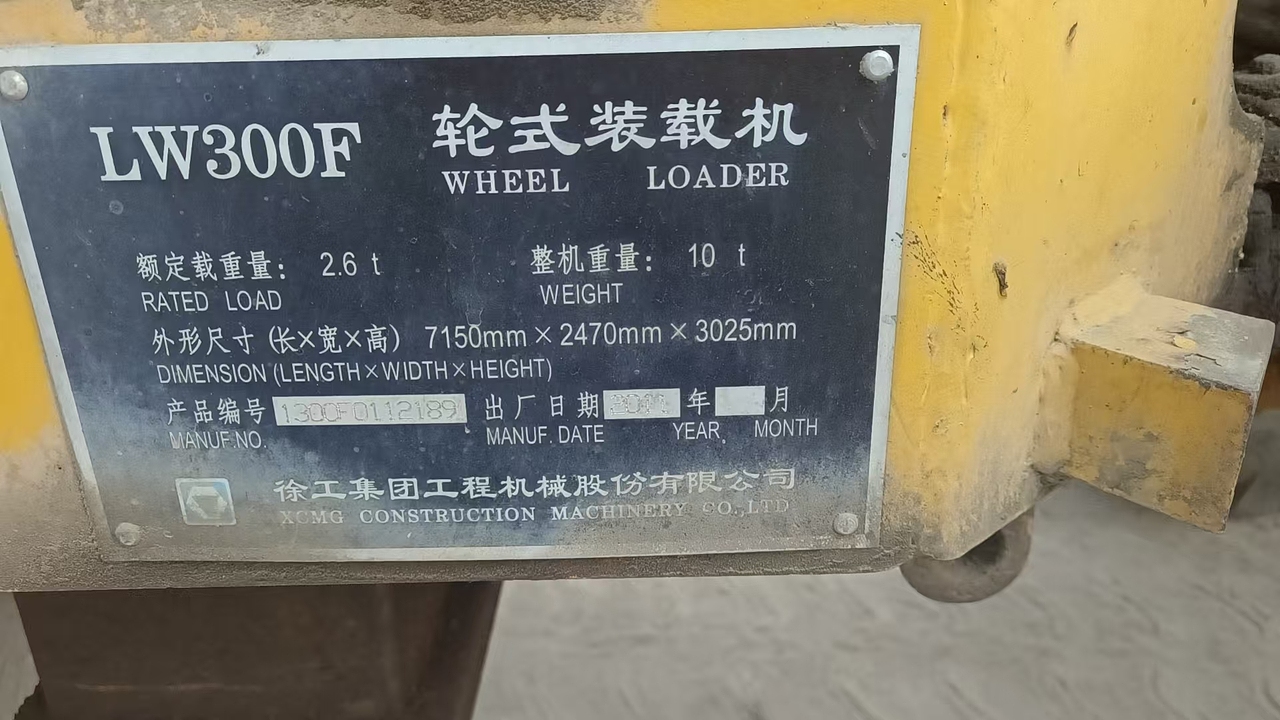 LW300F 轮式装载机
WHEEL LOADER
额定载重量： 2.6 t 整机重量： 10 t
RATED LOAD WEIGHT
外形尺寸 (长×宽×高) 7150mm×2470mm×3025mm
DIMENSION (LENGTH×WIDTH×HEIGHT)
产品编号 1300F0112189 出厂日期 年 月
MANUF.NO. MANUF. DATE YEAR, MONTH
徐工集团工程机械股份有限公司
XCMG CONSTRUCTION MACHINERY CO.,LTD